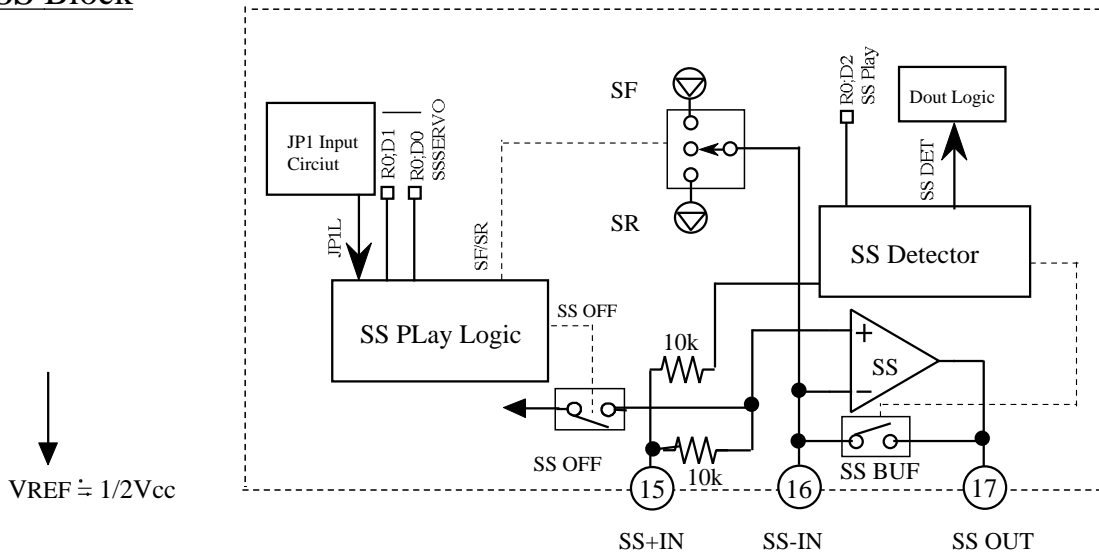 SS Block
SF
SR
JP1 Input
Circiut
R0;D1
R0;D0
SSSERVO
JP1L
SF/SR
R0;D2
SS Play
Dout Logic
SS DET
SS Detector
SS PLay Logic
SS OFF
10k
SS
+
−
SS OFF
10k
SS BUF
VREF ≒ 1/2Vcc
15
16
17
SS+IN
SS-IN
SS OUT